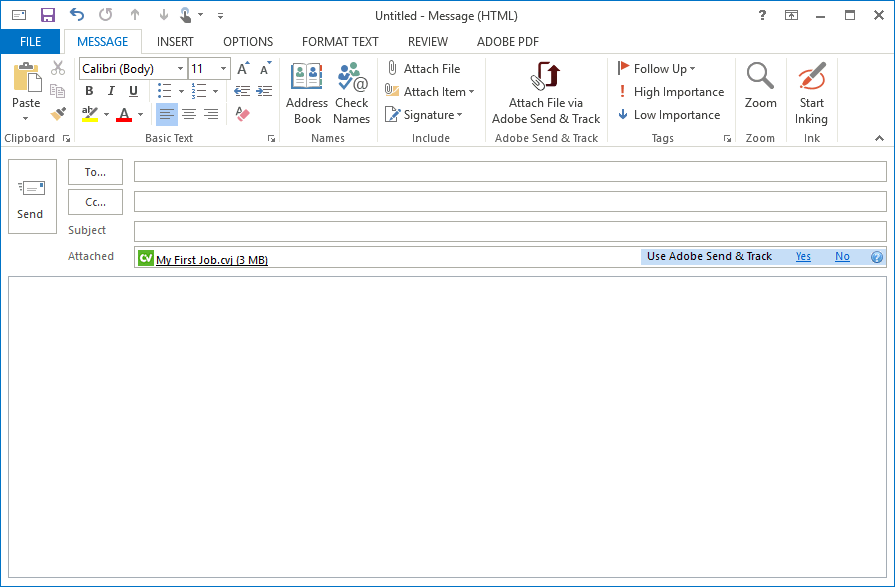 Untitled - Message (HTML)
?
FILE MESSAGE INSERT OPTIONS FORMAT TEXT REVIEW ADOBE PDF
Paste
Clipboard
Calibri (Body) 11 A A
B I U
aby A
Basic Text
Address Book
Check Names
Names
Attach File
Attach Item
Signature
Include
Attach File via
Adobe Send & Track
Adobe Send & Track
Follow Up
High Importance
Low Importance
Tags
Zoom
Zoom
Start
Inking
Ink
Send
To...
Cc...
Subject
Attached
cv My First Job.cvj (3 MB)
Use Adobe Send & Track Yes No ?